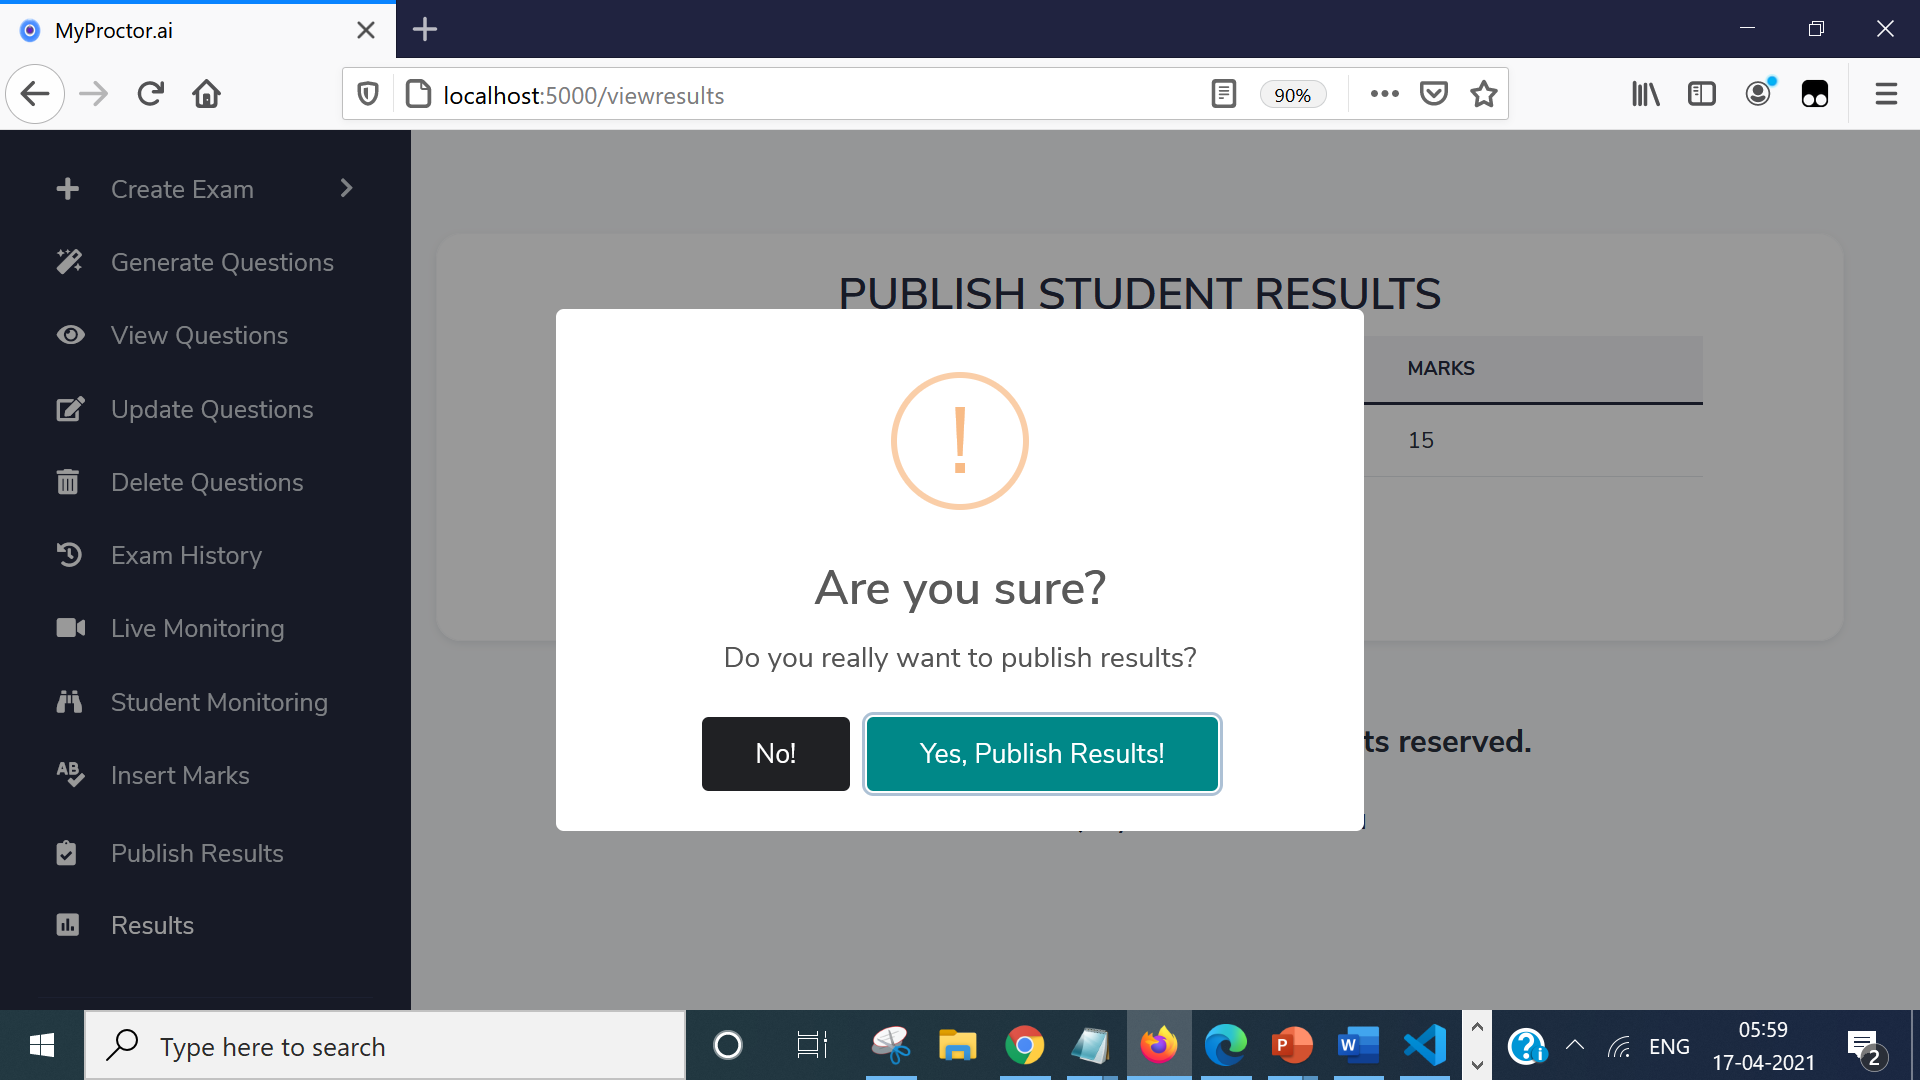 MyProctor.ai
localhost:5000/viewresults
90%
Create Exam
Generate Questions
View Questions
Update Questions
Delete Questions
Exam History
Live Monitoring
Student Monitoring
Insert Marks
Publish Results
Results
PUBLISH STUDENT RESULTS
MARKS
15
!
Are you sure?
Do you really want to publish results?
No!
Yes, Publish Results!
reserved.
Type here to search
ENG
05:59
17-04-2021
2